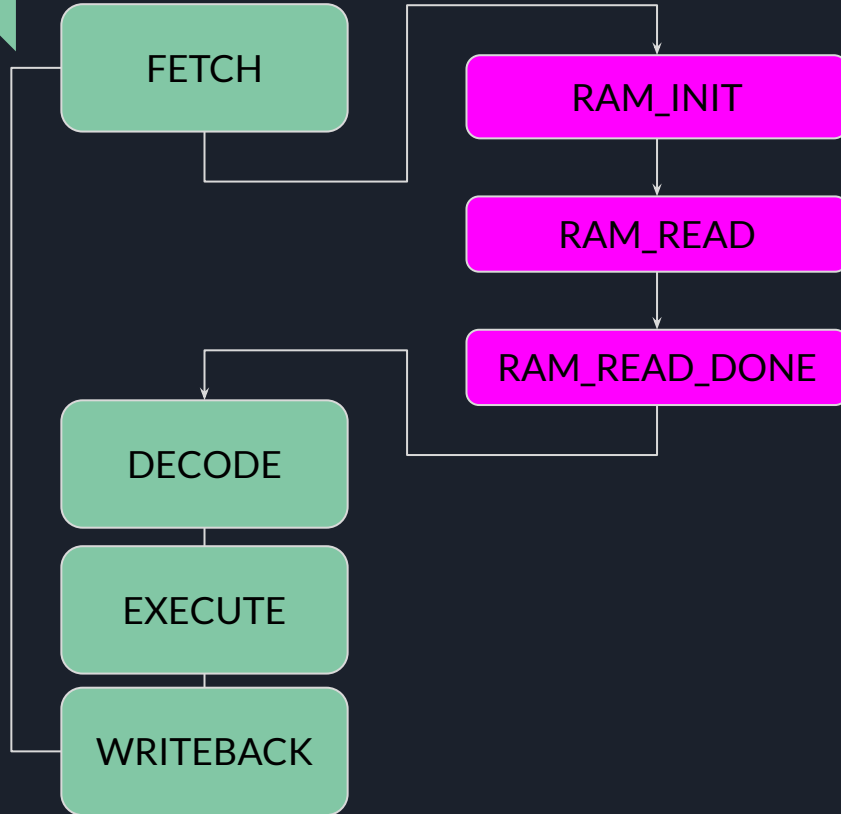 FETCH
RAM_INIT
RAM_READ
RAM_READ_DONE
DECODE
EXECUTE
WRITEBACK